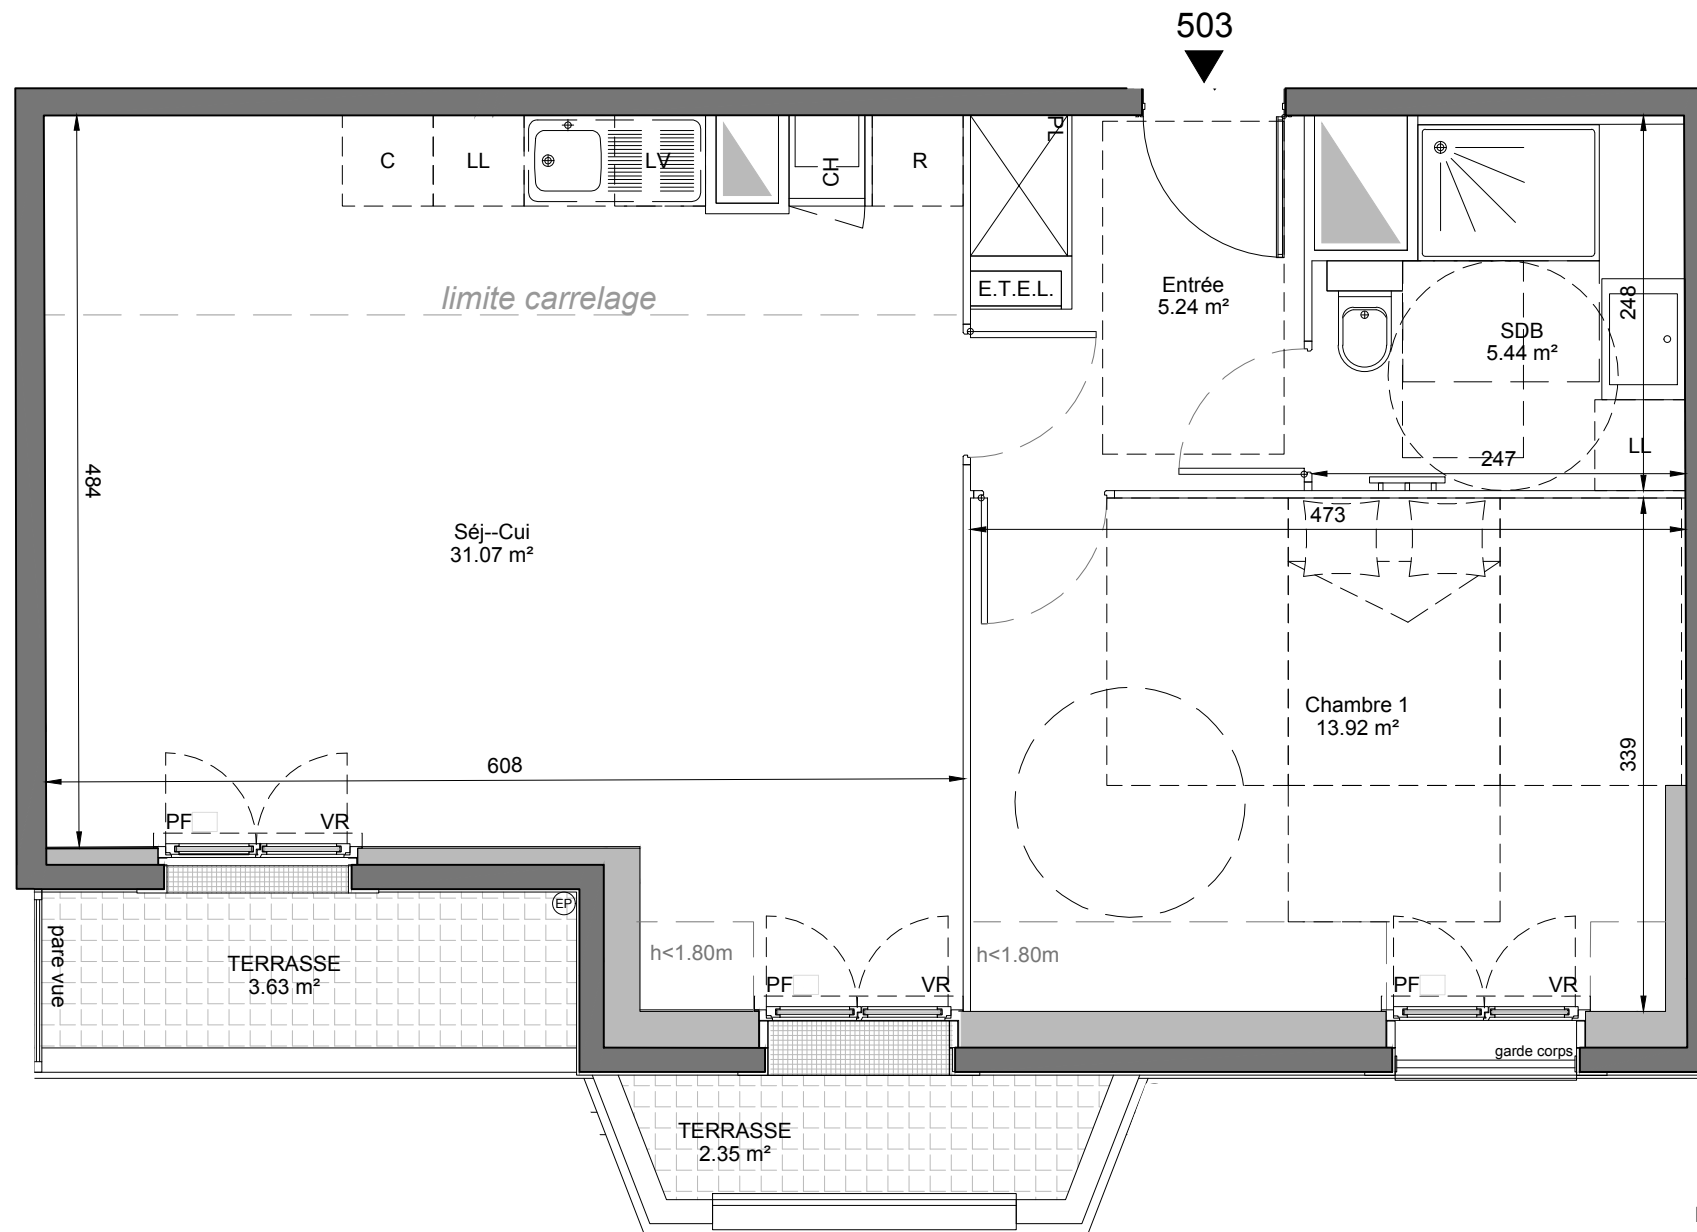 503
C
LL
LV
CH
R
PL
E.T.E.L.
Entrée
5.24 m²
limite carrelage
SDB
5.44 m²
248
LL
247
473
484
Séj--Cui
31.07 m²
Chambre 1
13.92 m²
339
608
PF
VR
EP
pare vue
TERRASSE
3.63 m²
h<1.80m
h<1.80m
PF
VR
PF
VR
garde corps
TERRASSE
2.35 m²